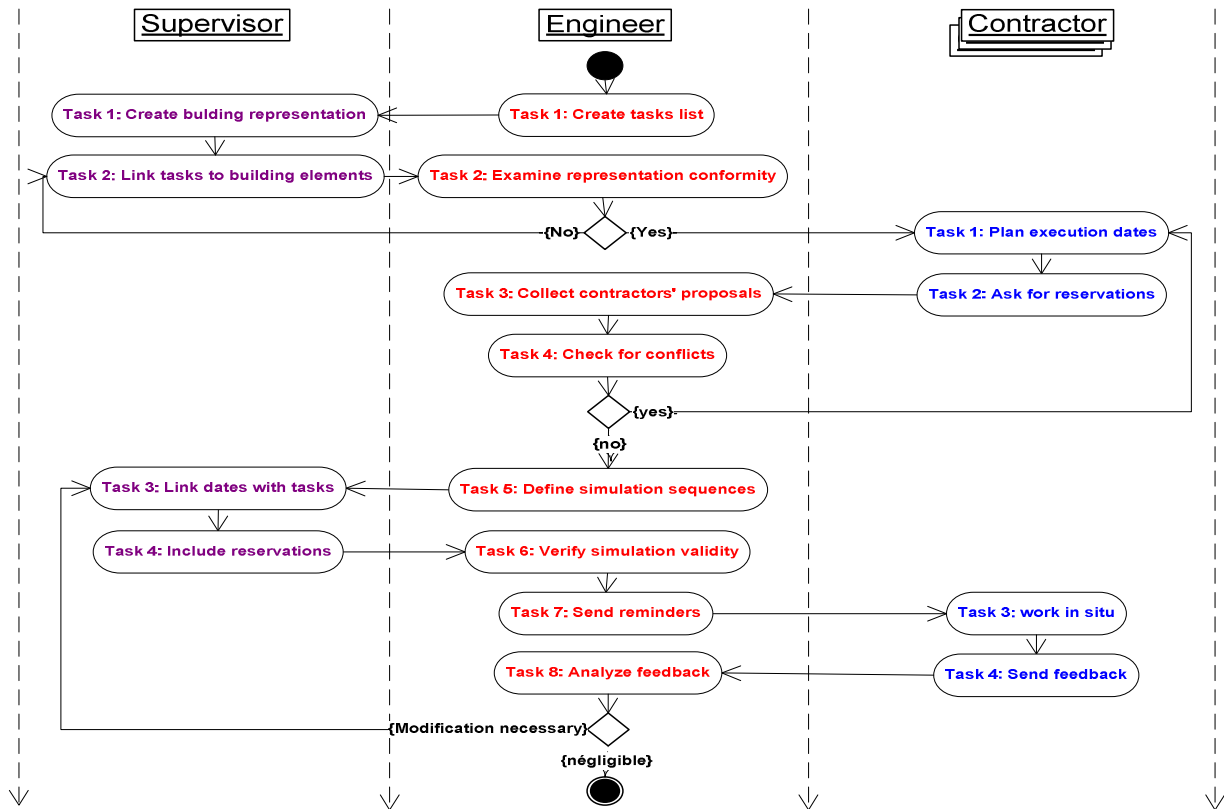 Supervisor
Engineer
Contractor
Task 1: Create bulding representation
Task 1: Create tasks list
Task 2: Link tasks to building elements
Task 2: Examine representation conformity
{No}
{Yes}
Task 1: Plan execution dates
Task 3: Collect contractors' proposals
Task 2: Ask for reservations
Task 4: Check for conflicts
{yes}
{no}
Task 3: Link dates with tasks
Task 5: Define simulation sequences
Task 4: Include reservations
Task 6: Verify simulation validity
Task 7: Send reminders
Task 3: work in situ
Task 8: Analyze feedback
Task 4: Send feedback
{Modification necessary}
{négligible}